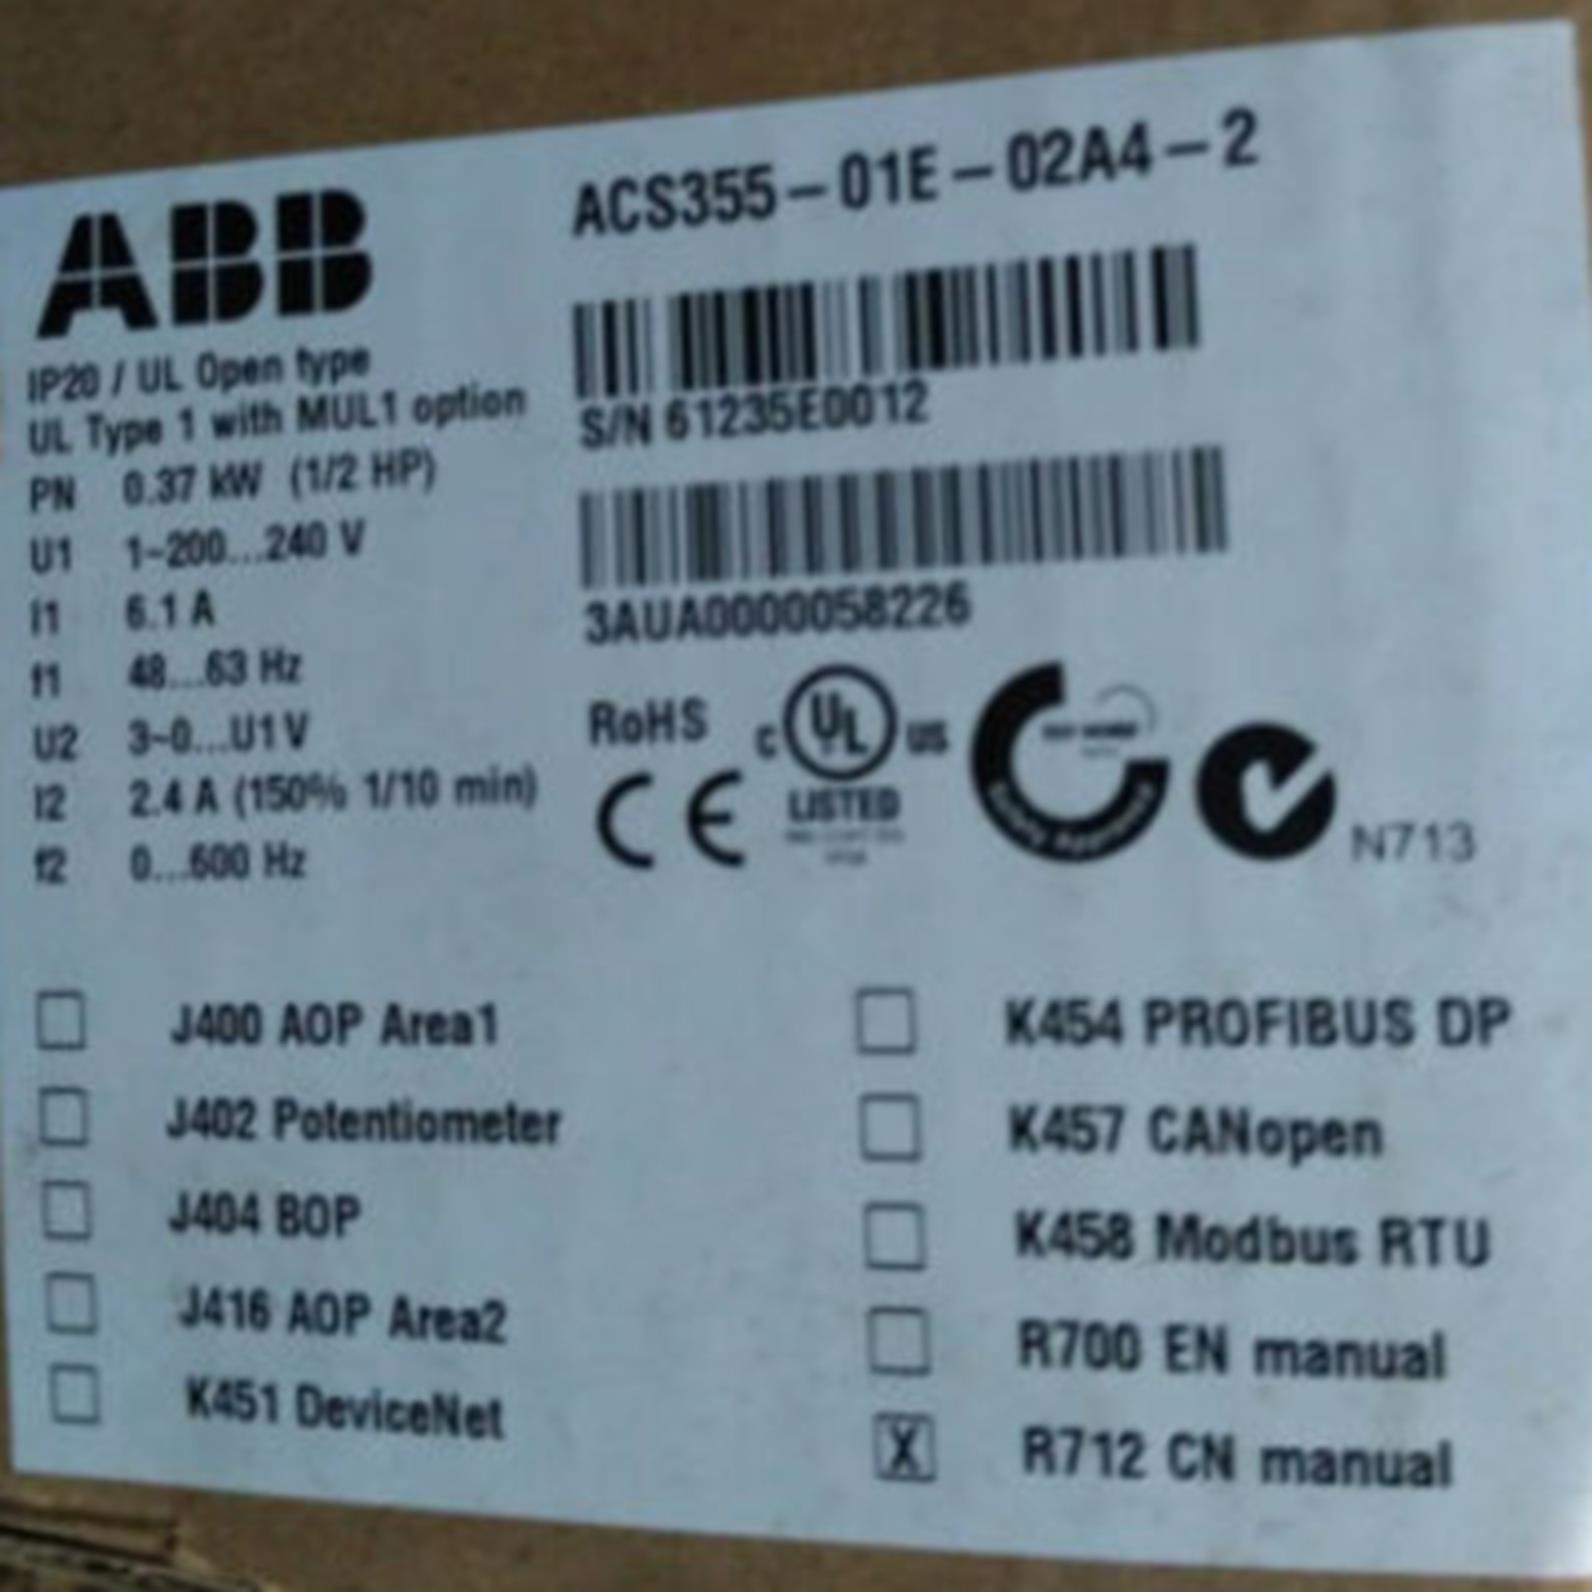 ABB
ACS355-01E-02A4-2
IP20 / UL Open type
UL Type 1 with MUL1 option
S/N 61235E0012
PN 0.37 kW (1/2 HP)
U1 1~200...240 V
I1 6.1 A
3AUA0000058226
f1 48...63 Hz
U2 3~0...U1 V
I2 2.4 A (150% 1/10 min)
f2 0...600 Hz
RoHS
C UL US
LISTED
CE
N713
J400 AOP Area1
J402 Potentiometer
J404 BOP
J416 AOP Area2
K451 DeviceNet
K454 PROFIBUS DP
K457 CANopen
K458 Modbus RTU
R700 EN manual
X R712 CN manual